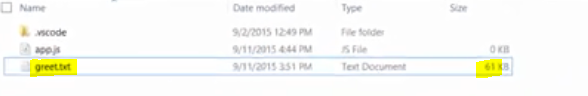 Name Date modified Type Size
.vscode 9/2/2015 12:49 PM File folder
app.js 9/11/2015 4:44 PM JS File 0 KB
greet.txt 9/11/2015 3:51 PM Text Document 61 KB